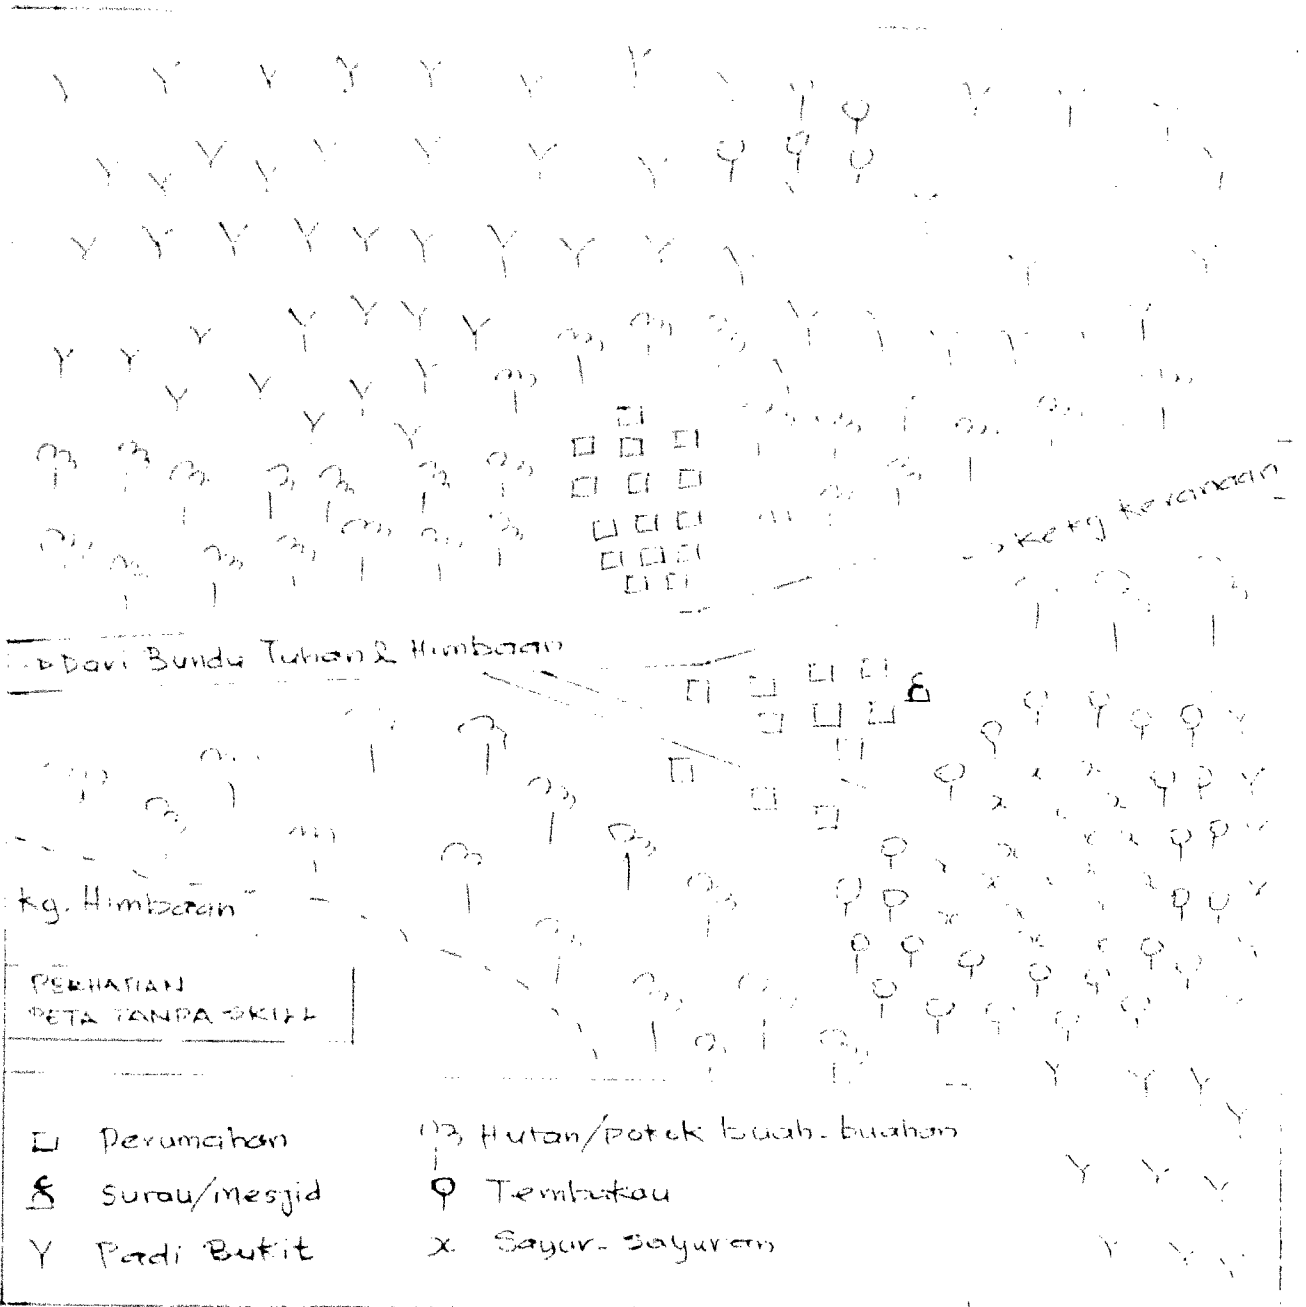 Ke kg Keranaan
Dari Bundu Tuhan & Himbaan
Kg. Himbaan
PERHATIAN
PETA TANPA SKILL
Perumahan
Hutan/pokok buah-buahan
Surau/mesjid
Tembakau
Padi Bukit
Sayur-sayuran